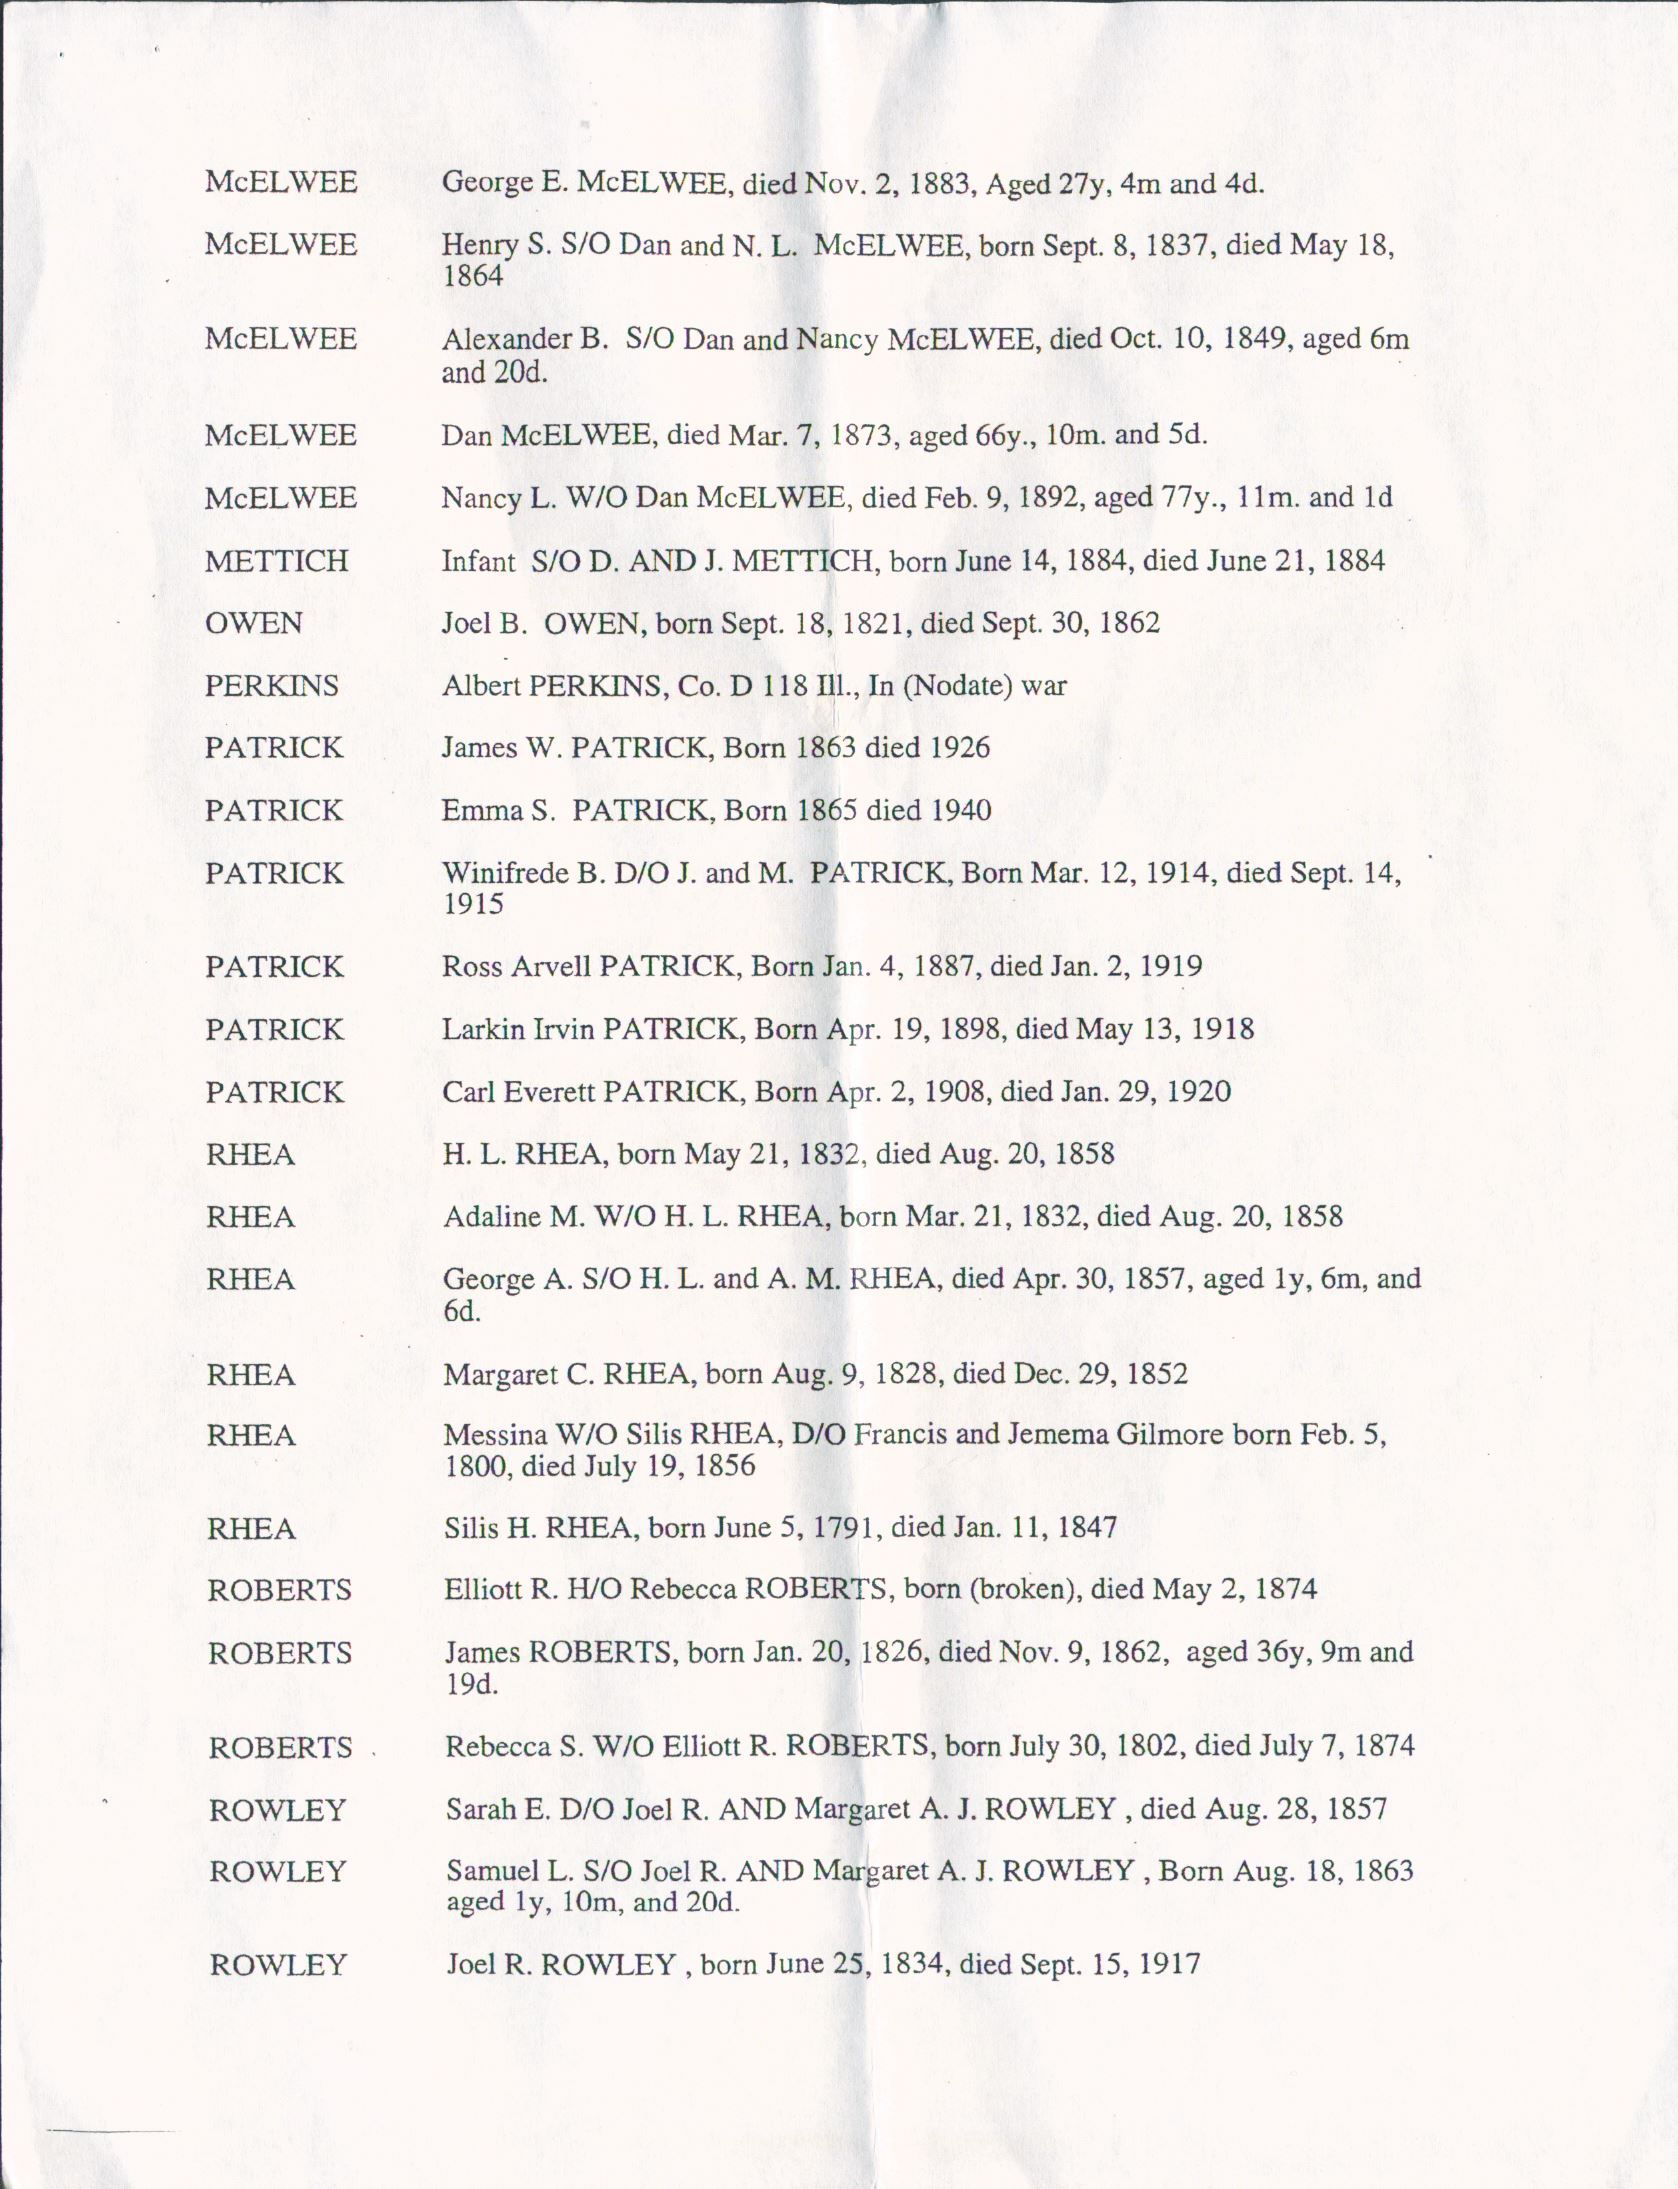 McELWEE George E. McELWEE, died Nov. 2, 1883, Aged 27y, 4m and 4d.
McELWEE Henry S. S/O Dan and N. L. McELWEE, born Sept. 8, 1837, died May 18,
1864
McELWEE Alexander B. S/O Dan and Nancy McELWEE, died Oct. 10, 1849, aged 6m
and 20d.
McELWEE Dan McELWEE, died Mar. 7, 1873, aged 66y., 10m. and 5d.
McELWEE Nancy L. W/O Dan McELWEE, died Feb. 9, 1892, aged 77y., 11m. and 1d
METTICH Infant S/O D. AND J. METTICH, born June 14, 1884, died June 21, 1884
OWEN Joel B. OWEN, born Sept. 18, 1821, died Sept. 30, 1862
PERKINS Albert PERKINS, Co. D 118 Ill., In (Nodate) war
PATRICK James W. PATRICK, Born 1863 died 1926
PATRICK Emma S. PATRICK, Born 1865 died 1940
PATRICK Winifrede B. D/O J. and M. PATRICK, Born Mar. 12, 1914, died Sept. 14,
1915
PATRICK Ross Arvell PATRICK, Born Jan. 4, 1887, died Jan. 2, 1919
PATRICK Larkin Irvin PATRICK, Born Apr. 19, 1898, died May 13, 1918
PATRICK Carl Everett PATRICK, Born Apr. 2, 1908, died Jan. 29, 1920
RHEA H. L. RHEA, born May 21, 1832, died Aug. 20, 1858
RHEA Adaline M. W/O H. L. RHEA, born Mar. 21, 1832, died Aug. 20, 1858
RHEA George A. S/O H. L. and A. M. RHEA, died Apr. 30, 1857, aged 1y, 6m, and
6d.
RHEA Margaret C. RHEA, born Aug. 9, 1828, died Dec. 29, 1852
RHEA Messina W/O Silis RHEA, D/O Francis and Jemema Gilmore born Feb. 5,
1800, died July 19, 1856
RHEA Silis H. RHEA, born June 5, 1791, died Jan. 11, 1847
ROBERTS Elliott R. H/O Rebecca ROBERTS, born (broken), died May 2, 1874
ROBERTS James ROBERTS, born Jan. 20, 1826, died Nov. 9, 1862, aged 36y, 9m and
19d.
ROBERTS Rebecca S. W/O Elliott R. ROBERTS, born July 30, 1802, died July 7, 1874
ROWLEY Sarah E. D/O Joel R. AND Margaret A. J. ROWLEY , died Aug. 28, 1857
ROWLEY Samuel L. S/O Joel R. AND Margaret A. J. ROWLEY , Born Aug. 18, 1863
aged 1y, 10m, and 20d.
ROWLEY Joel R. ROWLEY , born June 25, 1834, died Sept. 15, 1917